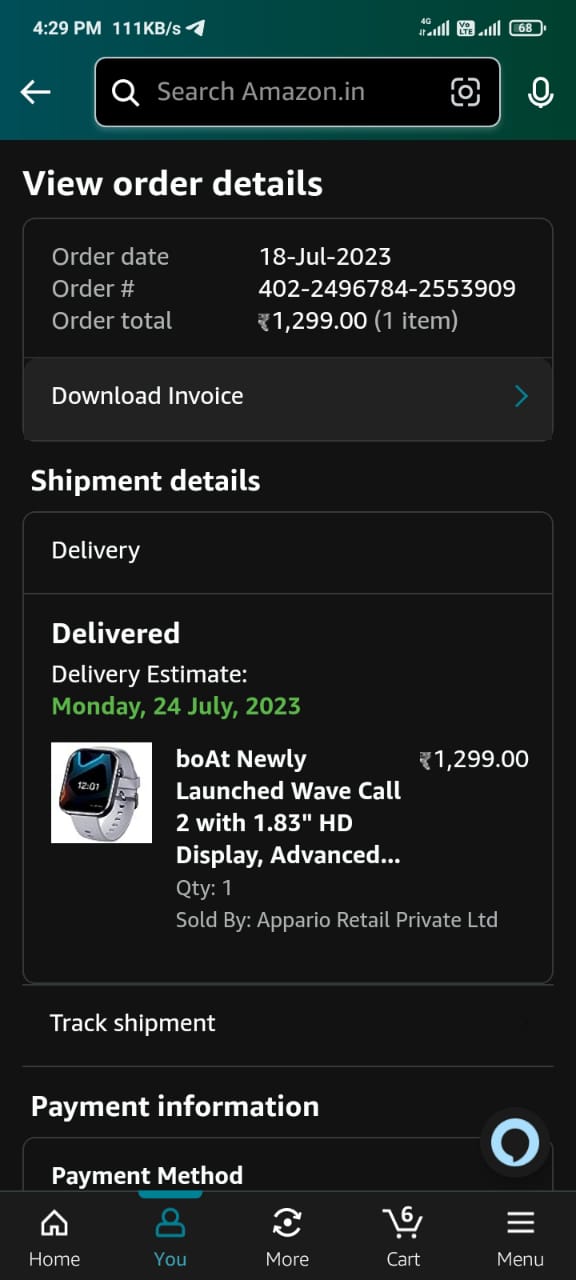 4:29 PM 111KB/s
4G Vo LTE 68
Search Amazon.in
View order details
Order date 18-Jul-2023
Order # 402-2496784-2553909
Order total ₹1,299.00 (1 item)
Download Invoice
Shipment details
Delivery
Delivered
Delivery Estimate:
Monday, 24 July, 2023
12:01
boAt Newly ₹1,299.00
Launched Wave Call
2 with 1.83" HD
Display, Advanced...
Qty: 1
Sold By: Appario Retail Private Ltd
Track shipment
Payment information
Payment Method
6
Home You More Cart Menu